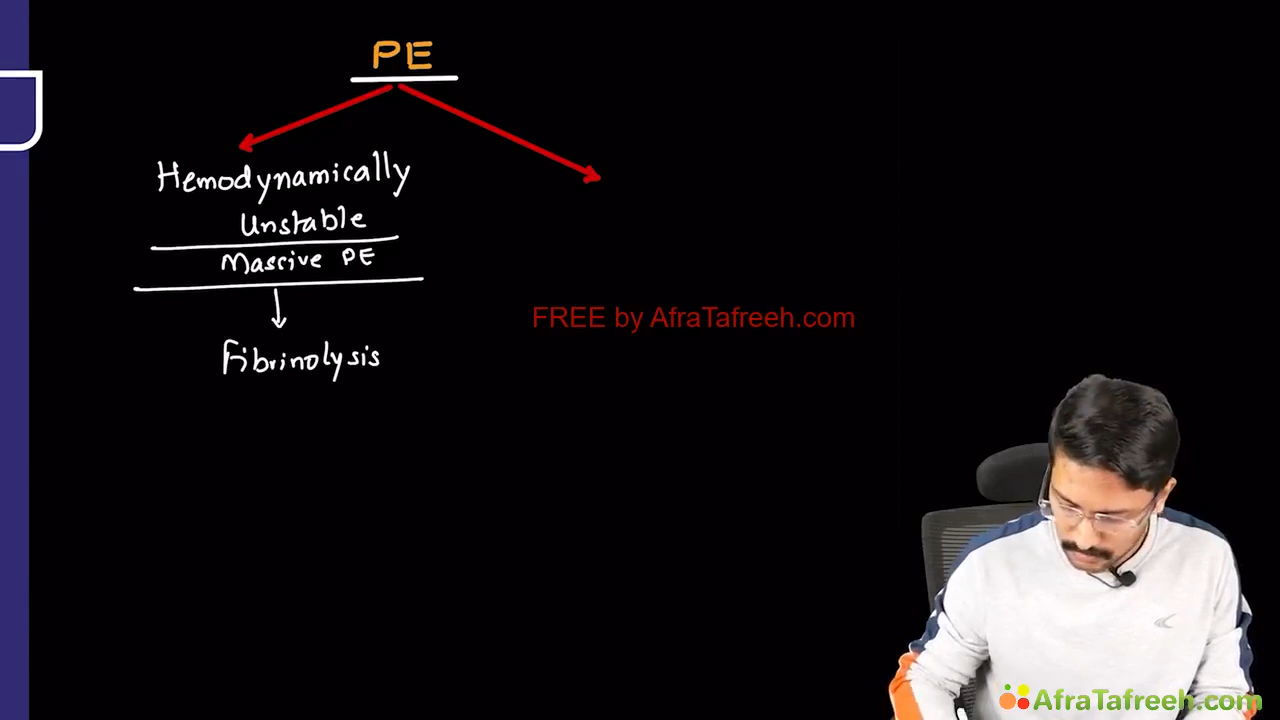 PE
Hemodynamically
Unstable
Massive PE
Fibrinolysis
FREE by AfraTafreeh.com
AfraTafreeh.com